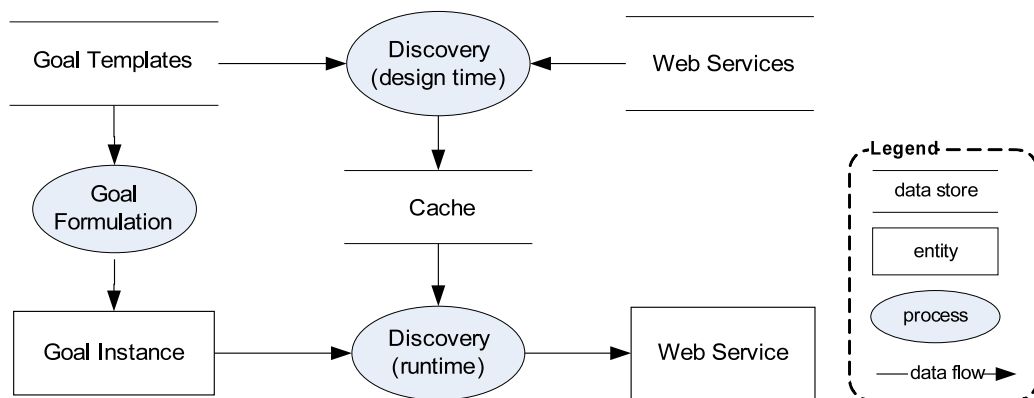 Goal Templates
Discovery
(design time)
Web Services
Goal
Formulation
Cache
Goal Instance
Discovery
(runtime)
Web Service
Legend
data store
entity
process
data flow